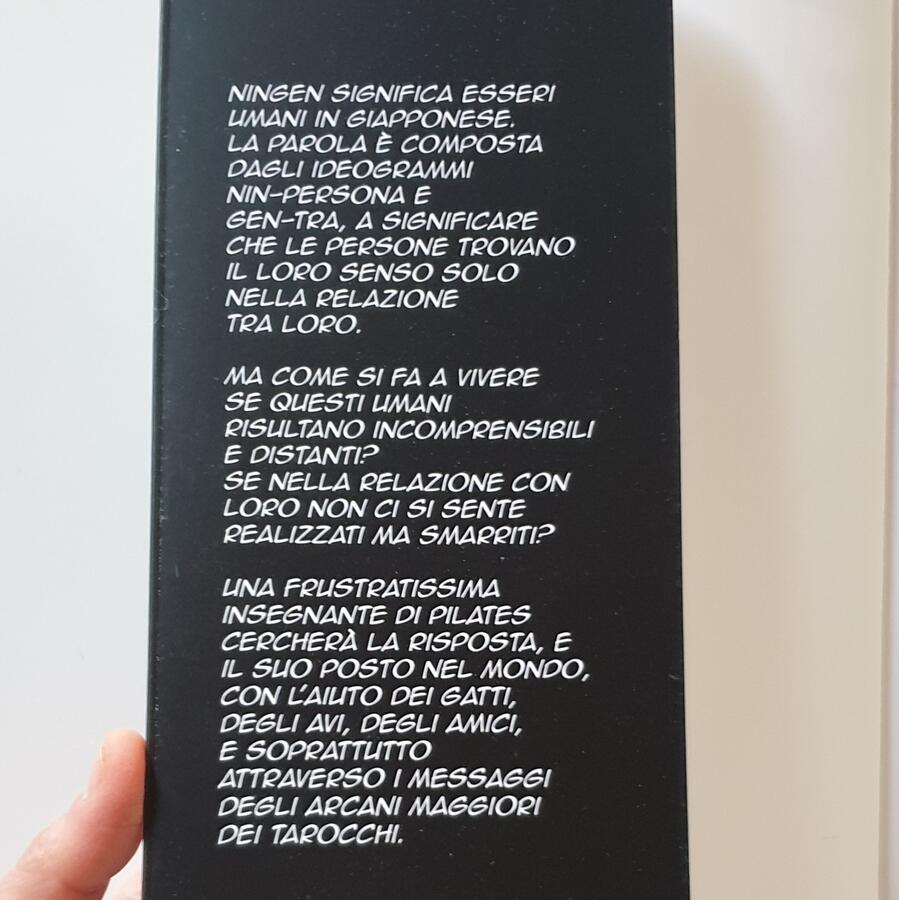 NINGEN SIGNIFICA ESSERI
UMANI IN GIAPPONESE.
LA PAROLA È COMPOSTA
DAGLI IDEOGRAMMI
NIN-PERSONA E
GEN-TRA, A SIGNIFICARE
CHE LE PERSONE TROVANO
IL LORO SENSO SOLO
NELLA RELAZIONE
TRA LORO.
MA COME SI FA A VIVERE
SE QUESTI UMANI
RISULTANO INCOMPRENSIBILI
E DISTANTI?
SE NELLA RELAZIONE CON
LORO NON CI SI SENTE
REALIZZATI MA SMARRITI?
UNA FRUSTRATISSIMA
INSEGNANTE DI PILATES
CERCHERÀ LA RISPOSTA, E
IL SUO POSTO NEL MONDO,
CON L'AIUTO DEI GATTI,
DEGLI AVI, DEGLI AMICI,
E SOPRATTUTTO
ATTRAVERSO I MESSAGGI
DEGLI ARCANI MAGGIORI
DEI TAROCCHI.